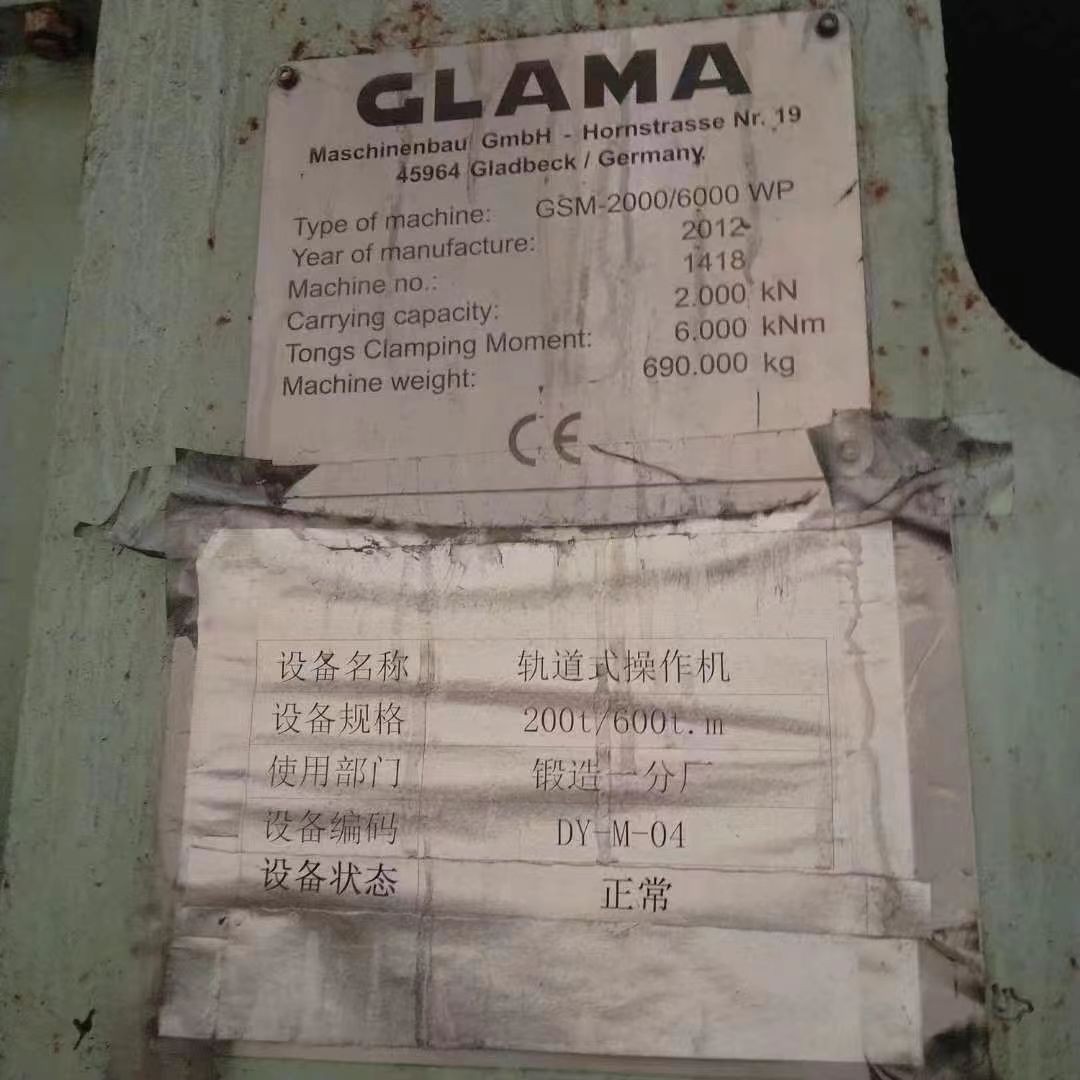 GLAMA
Maschinenbau GmbH - Hornstrasse Nr. 19
45964 Gladbeck / Germany
Type of machine: GSM-2000/6000 WP
Year of manufacture: 2012
Machine no.: 1418
Carrying capacity: 2.000 kN
Tongs Clamping Moment: 6.000 kNm
Machine weight: 690.000 kg
CE
设备名称 轨道式操作机
设备规格 200t/600t.m
使用部门 锻造一分厂
设备编码 DY-M-04
设备状态 正常